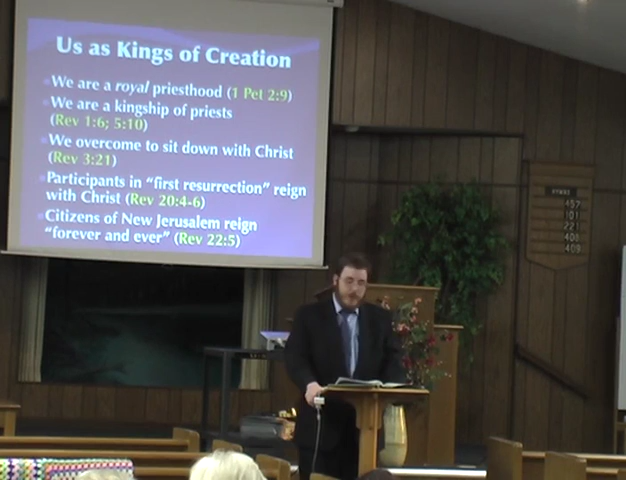 Us as Kings of Creation
We are a royal priesthood (1 Pet 2:9)
We are a kingship of priests
(Rev 1:6; 5:10)
We overcome to sit down with Christ
(Rev 3:21)
Participants in “first resurrection” reign
with Christ (Rev 20:4-6)
Citizens of New Jerusalem reign
“forever and ever” (Rev 22:5)
HYMNS
457
101
221
408
409